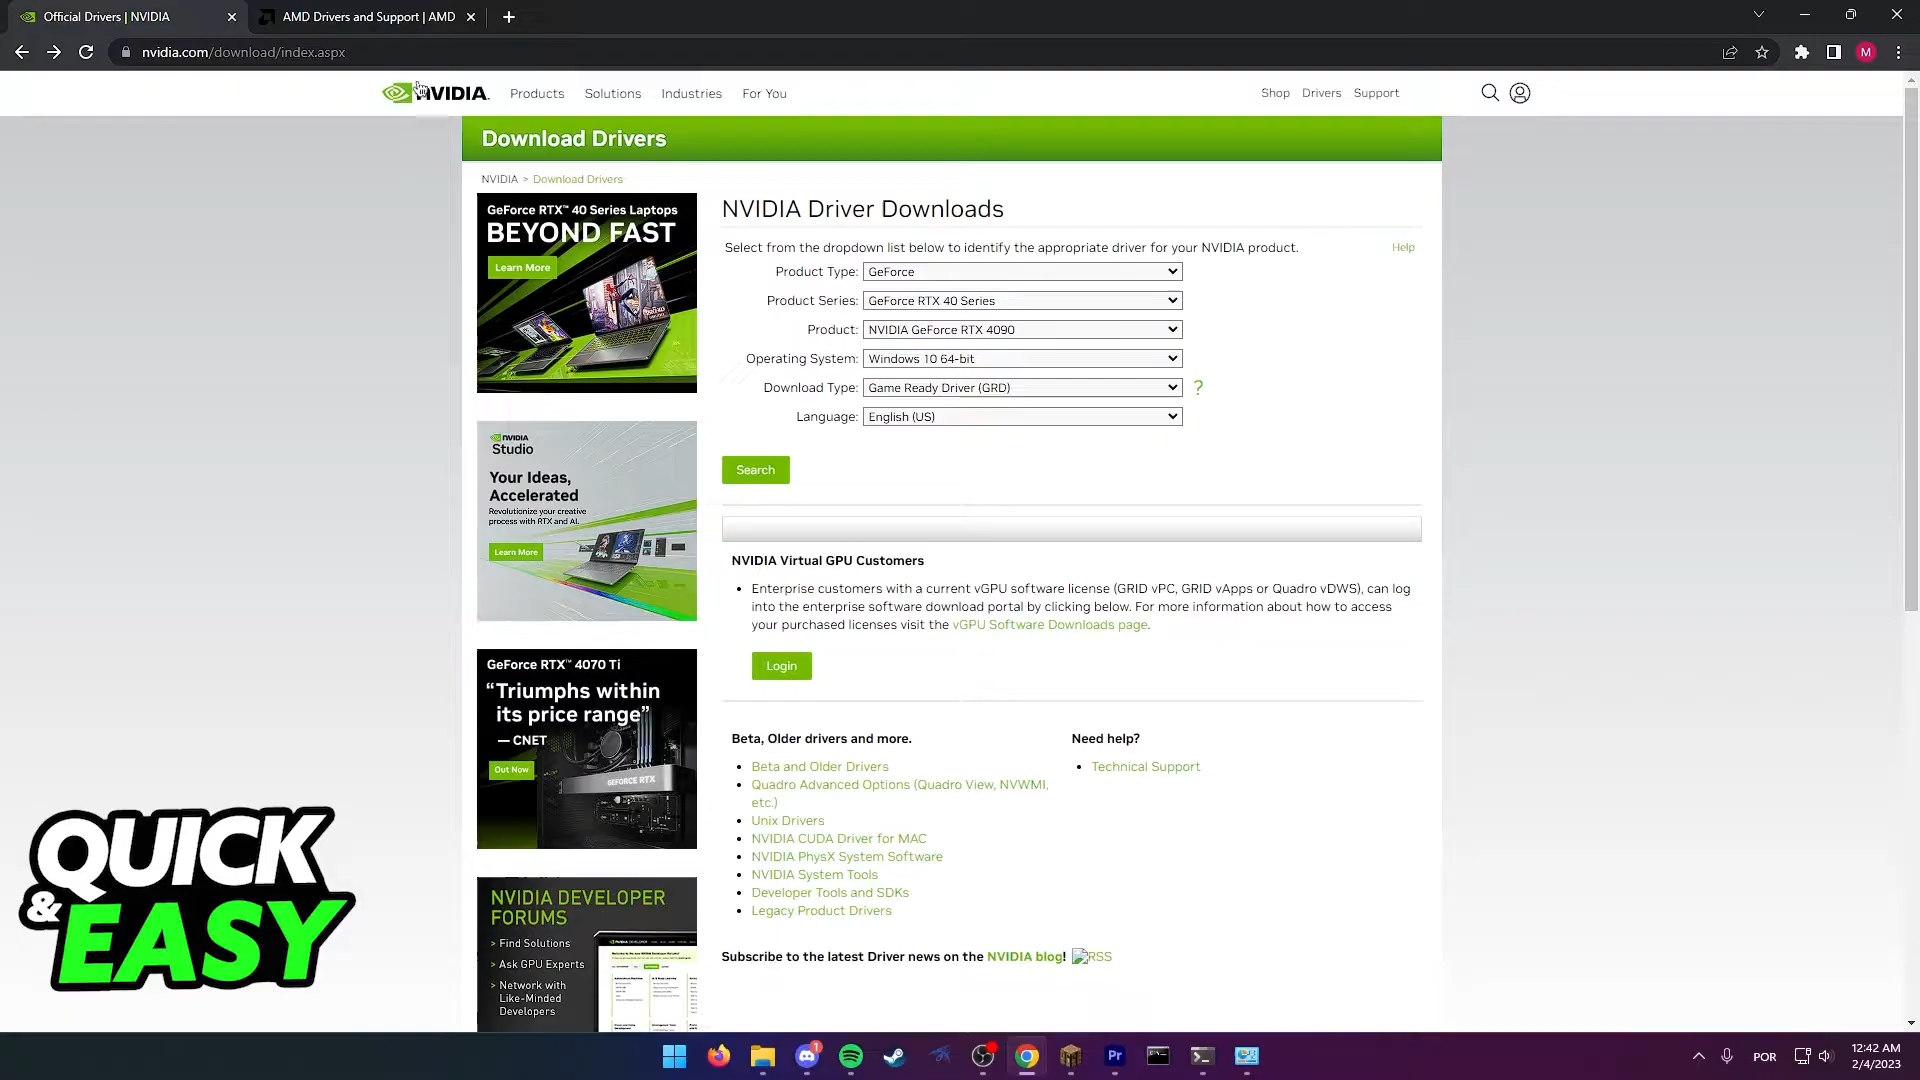 Official Drivers | NVIDIA
AMD Drivers and Support | AMD
nvidia.com/download/index.aspx
M
NVIDIA.
Products
Solutions
Industries
For You
Shop
Drivers
Support
Download Drivers
NVIDIA > Download Drivers
GeForce RTX™ 40 Series Laptops
BEYOND FAST
Learn More
NVIDIA Driver Downloads
Select from the dropdown list below to identify the appropriate driver for your NVIDIA product.
Help
Product Type: GeForce
Product Series: GeForce RTX 40 Series
Product: NVIDIA GeForce RTX 4090
Operating System: Windows 10 64-bit
Download Type: Game Ready Driver (GRD) ?
Language: English (US)
Search
NVIDIA
Studio
Your Ideas,
Accelerated
Revolutionize your creative
process with RTX and AI.
Learn More
NVIDIA Virtual GPU Customers
• Enterprise customers with a current vGPU software license (GRID vPC, GRID vApps or Quadro vDWS), can log
into the enterprise software download portal by clicking below. For more information about how to access
your purchased licenses visit the vGPU Software Downloads page.
Login
GeForce RTX™ 4070 Ti
“Triumphs within
its price range”
— CNET
Out Now
GEFORCE RTX
Beta, Older drivers and more.
• Beta and Older Drivers
• Quadro Advanced Options (Quadro View, NVWMI,
etc.)
• Unix Drivers
• NVIDIA CUDA Driver for MAC
• NVIDIA PhysX System Software
• NVIDIA System Tools
• Developer Tools and SDKs
• Legacy Product Drivers
Need help?
• Technical Support
NVIDIA DEVELOPER
FORUMS
> Find Solutions
> Ask GPU Experts
> Network with
Like-Minded
Developers
Subscribe to the latest Driver news on the NVIDIA blog! RSS
QUICK
& EASY
1
Pr
POR
12:42 AM
2/4/2023